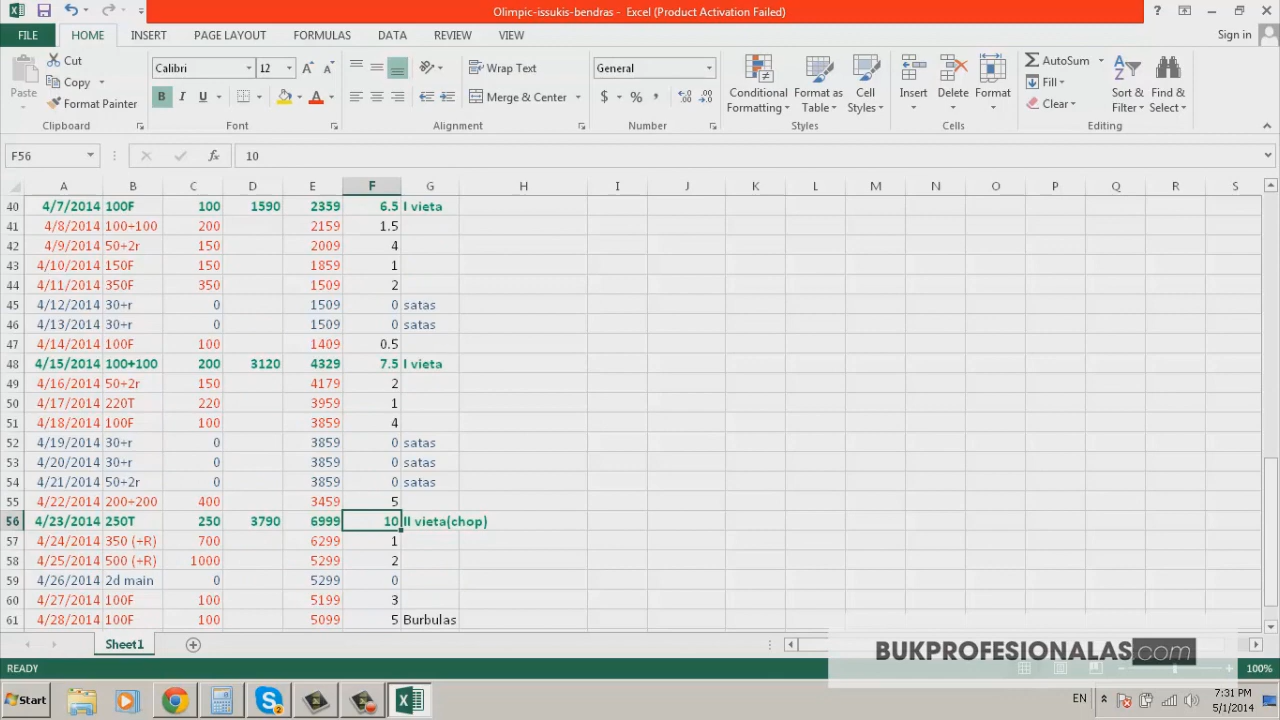 Olimpic-issukis-bendras - Excel (Product Activation Failed)
FILE HOME INSERT PAGE LAYOUT FORMULAS DATA REVIEW VIEW Sign in
Paste
Cut
Copy
Format Painter
Clipboard
Calibri 12
B I U
Font
Wrap Text
Merge & Center
Alignment
General
$ % ,
Number
Conditional Formatting
Format as Table
Cell Styles
Styles
Insert Delete Format
Cells
AutoSum
Fill
Clear
Sort & Filter
Find & Select
Editing
F56 fx 10
A B C D E F G H I J K L M N O P Q R S
40 4/7/2014 100F 100 1590 2359 6.5 I vieta
41 4/8/2014 100+100 200 2159 1.5
42 4/9/2014 50+2r 150 2009 4
43 4/10/2014 150F 150 1859 1
44 4/11/2014 350F 350 1509 2
45 4/12/2014 30+r 0 1509 0 satas
46 4/13/2014 30+r 0 1509 0 satas
47 4/14/2014 100F 100 1409 0.5
48 4/15/2014 100+100 200 3120 4329 7.5 I vieta
49 4/16/2014 50+2r 150 4179 2
50 4/17/2014 220T 220 3959 1
51 4/18/2014 100F 100 3859 4
52 4/19/2014 30+r 0 3859 0 satas
53 4/20/2014 30+r 0 3859 0 satas
54 4/21/2014 50+2r 0 3859 0 satas
55 4/22/2014 200+200 400 3459 5
56 4/23/2014 250T 250 3790 6999 10 II vieta(chop)
57 4/24/2014 350 (+R) 700 6299 1
58 4/25/2014 500 (+R) 1000 5299 2
59 4/26/2014 2d main 0 5299 0
60 4/27/2014 100F 100 5199 3
61 4/28/2014 100F 100 5099 5 Burbulas
Sheet1
BUKPROFESIONALAS.com
READY 100%
Start EN 7:31 PM
5/1/2014